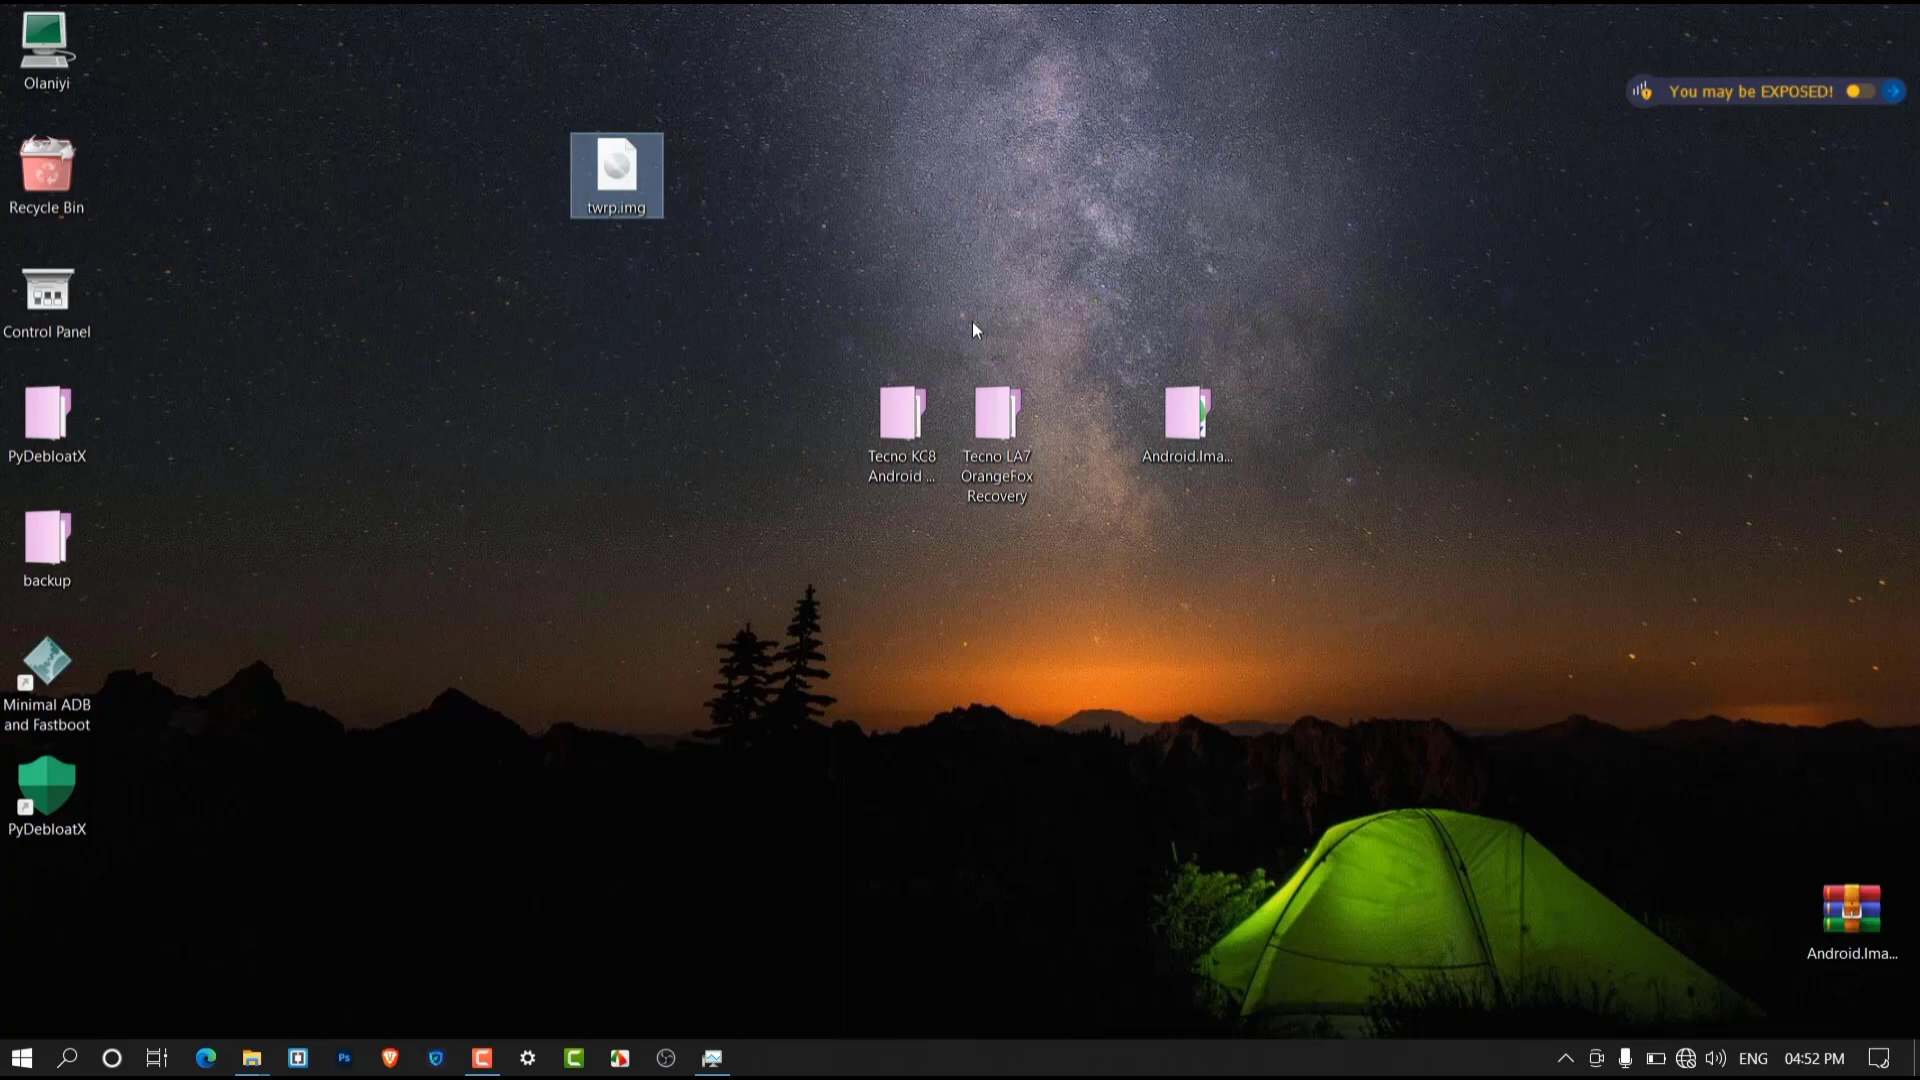 Olaniyi
You may be EXPOSED!
twrp.img
Recycle Bin
Control Panel
PyDebloatX
Tecno KC8
Android ...
Tecno LA7
OrangeFox
Recovery
Android.Ima...
backup
Minimal ADB
and Fastboot
PyDebloatX
Android.Ima...
Ps
ENG
04:52 PM